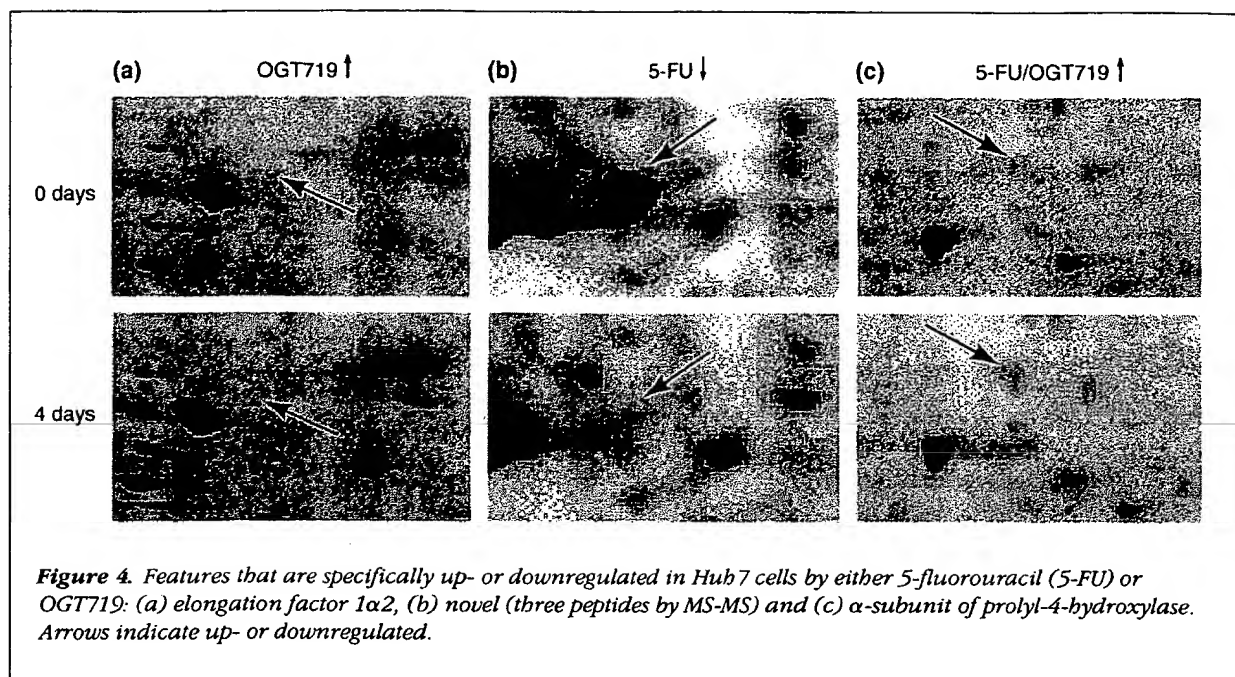 (a) OGT719 ↑ (b) 5-FU ↓ (c) 5-FU/OGT719 ↑
0 days
4 days
Figure 4. Features that are specifically up- or downregulated in Huh7 cells by either 5-fluorouracil (5-FU) or
OGT719: (a) elongation factor 1α2, (b) novel (three peptides by MS-MS) and (c) α-subunit of prolyl-4-hydroxylase.
Arrows indicate up- or downregulated.